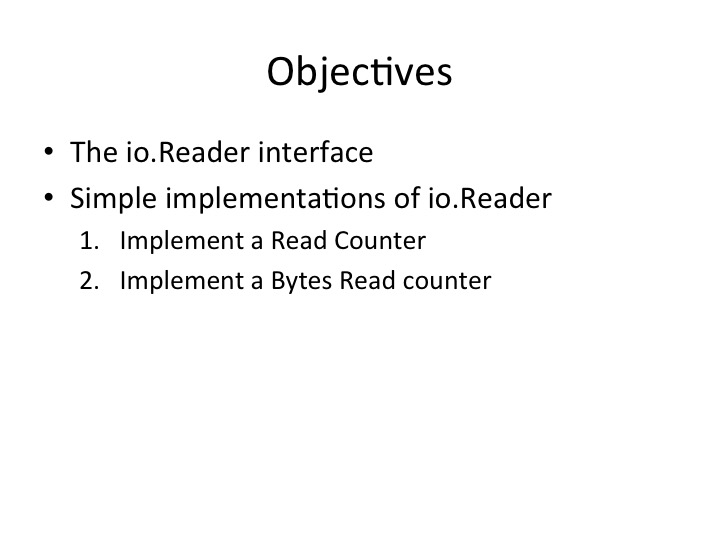 Objectives
• The io.Reader interface
• Simple implementations of io.Reader
1. Implement a Read Counter
2. Implement a Bytes Read counter